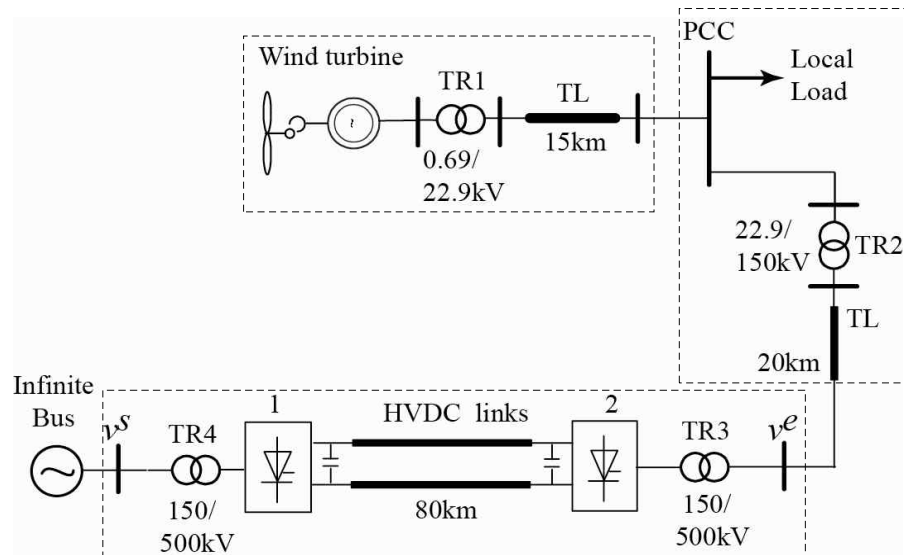 PCC
Local
Load
Wind turbine
TR1
TL
15km
0.69/
22.9kV
22.9/
150kV
TR2
TL
20km
Infinite
Bus
v^s
TR4
1
HVDC links
2
TR3
v^e
150/
500kV
80km
150/
500kV